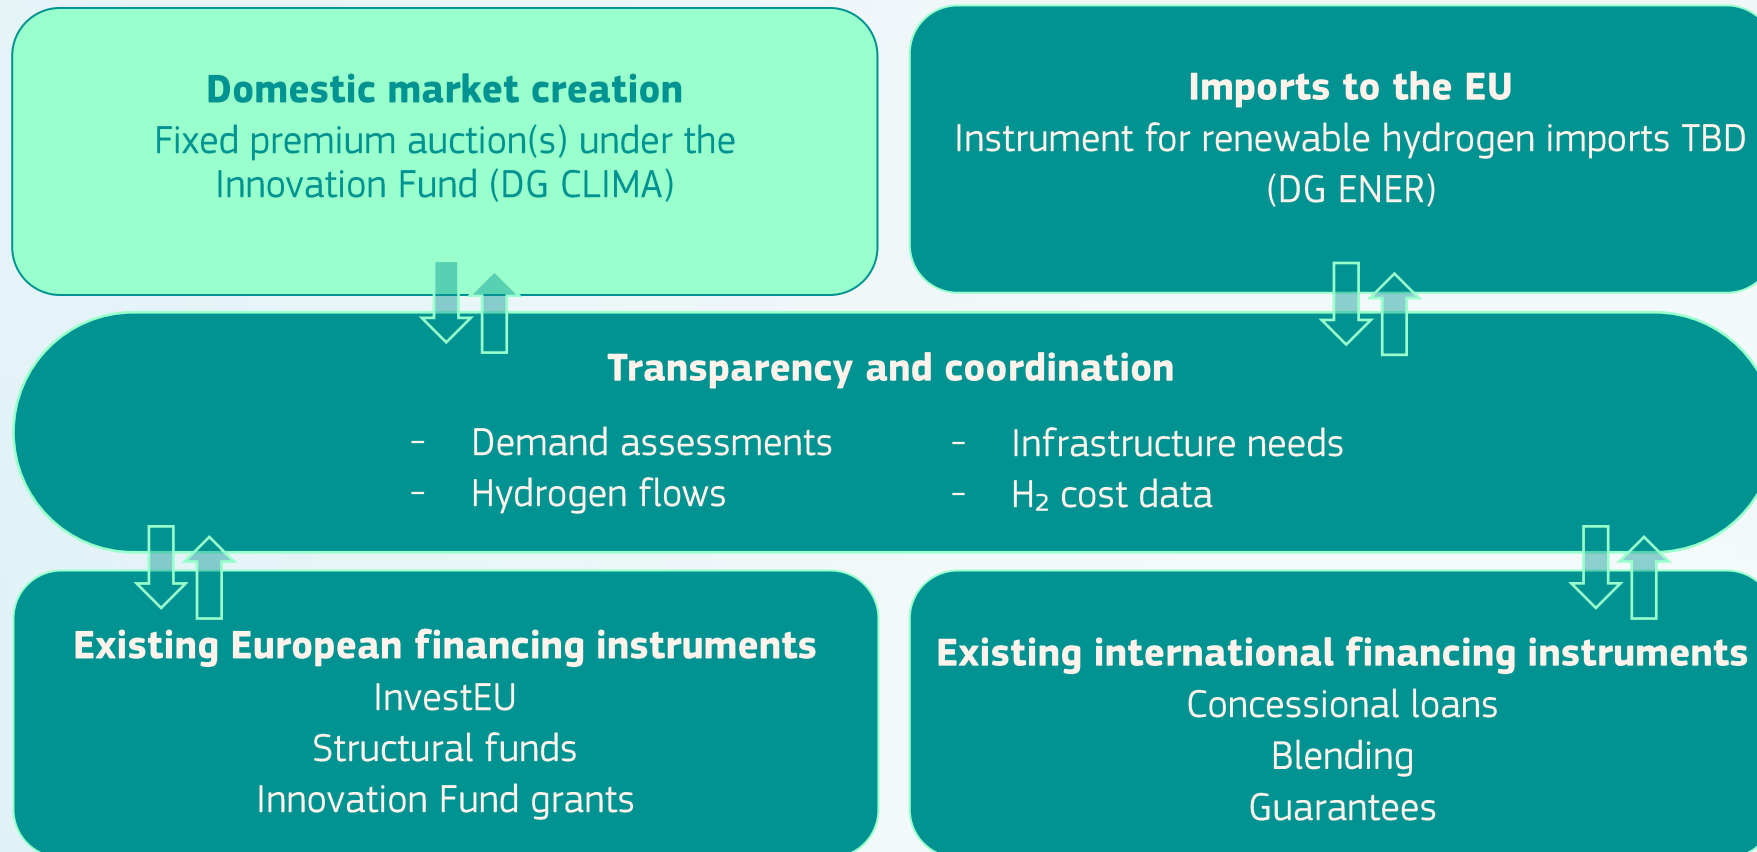 Domestic market creation
Fixed premium auction(s) under the
Innovation Fund (DG CLIMA)
Imports to the EU
Instrument for renewable hydrogen imports TBD
(DG ENER)
Transparency and coordination
- Demand assessments
- Hydrogen flows
- Infrastructure needs
- H₂ cost data
Existing European financing instruments
InvestEU
Structural funds
Innovation Fund grants
Existing international financing instruments
Concessional loans
Blending
Guarantees